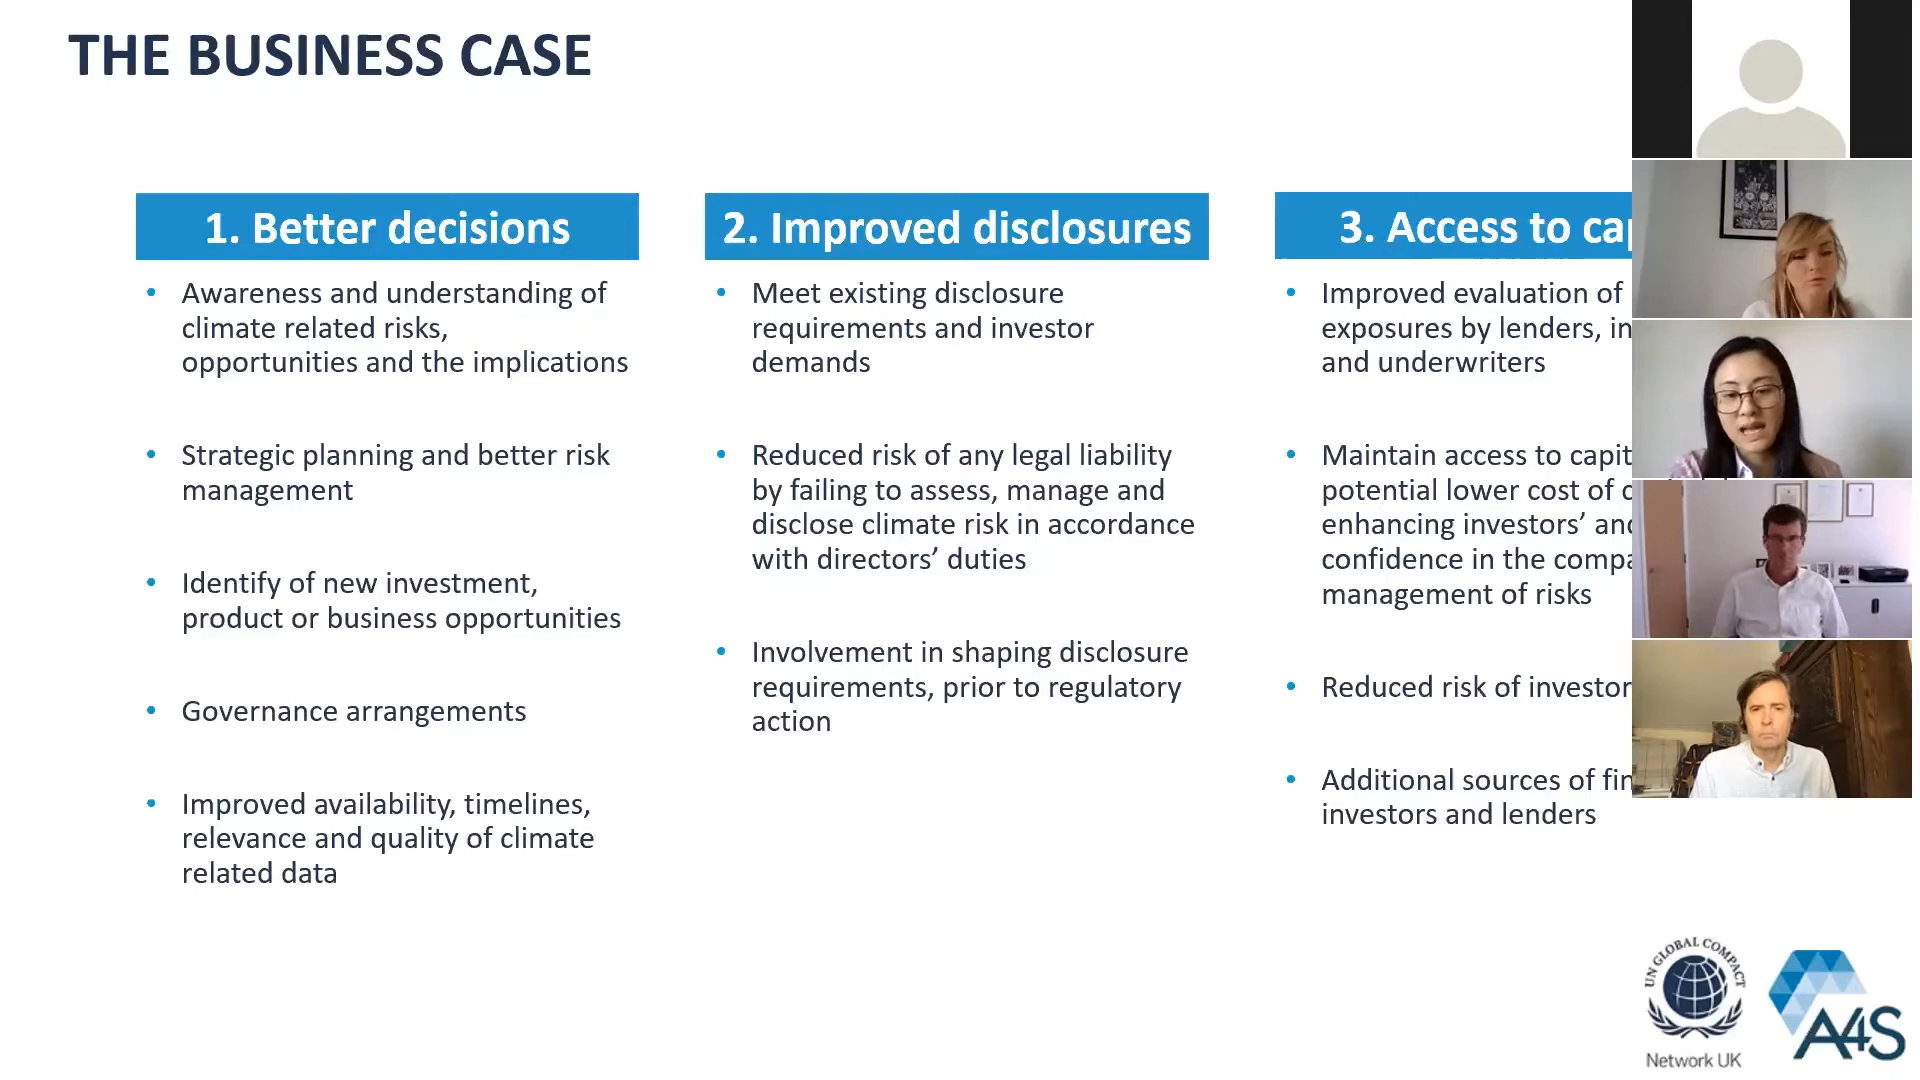 THE BUSINESS CASE
1. Better decisions
Awareness and understanding of
climate related risks,
opportunities and the implications
Strategic planning and better risk
management
Identify of new investment,
product or business opportunities
Governance arrangements
Improved availability, timelines,
relevance and quality of climate
related data
2. Improved disclosures
Meet existing disclosure
requirements and investor
demands
Reduced risk of any legal liability
by failing to assess, manage and
disclose climate risk in accordance
with directors’ duties
Involvement in shaping disclosure
requirements, prior to regulatory
action
3. Access to
Improved evaluation of
exposures by lenders,
and underwriters
Maintain access to
potential lower cost of
enhancing investors’
confidence in the
management of risks
Reduced risk of investor
Additional sources of
investors and lenders
UN GLOBAL COMPACT
Network UK
A4S